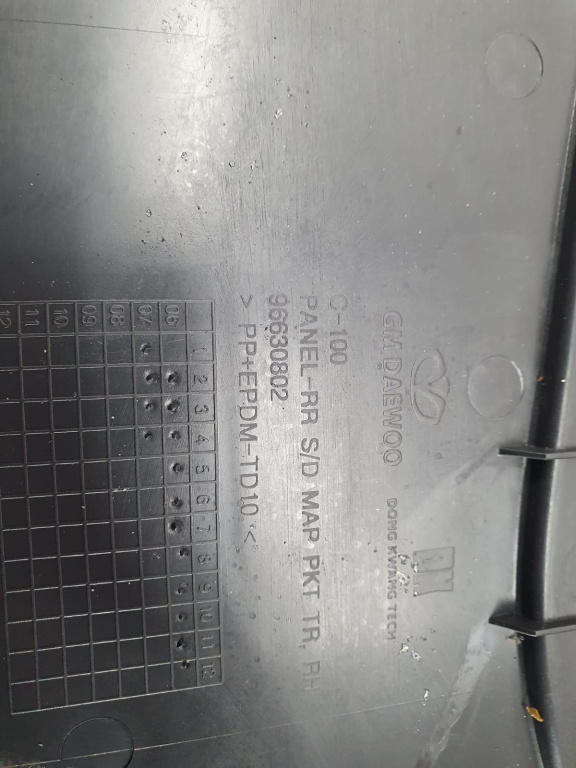 GM DAEWOO
DONG KWANG TECH
C-100
PANEL-RR S/D MAP PKT TR, RH
96630802
> PP+EPDM-TD10 <
1 2 3 4 5 6 7 8 9 10 11 12
06
07
08
09
10
11
12